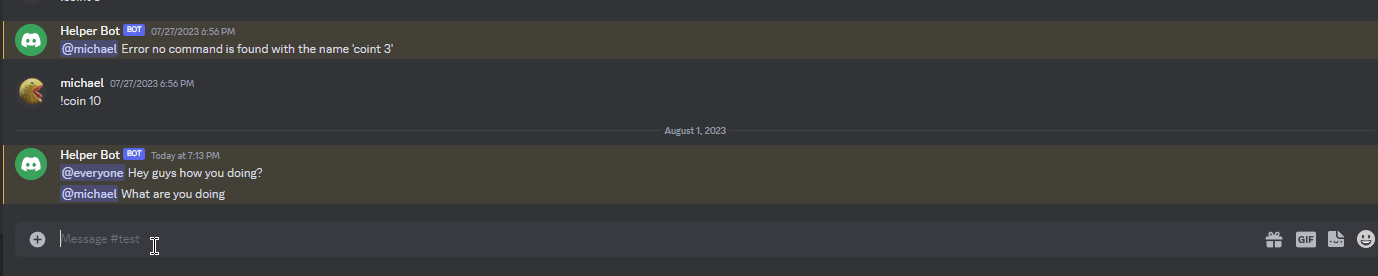 Helper Bot BOT 07/27/2023 6:56 PM
@michael Error no command is found with the name 'coint 3'
michael 07/27/2023 6:56 PM
!coin 10
August 1, 2023
Helper Bot BOT Today at 7:13 PM
@everyone Hey guys how you doing?
@michael What are you doing
Message #test
GIF